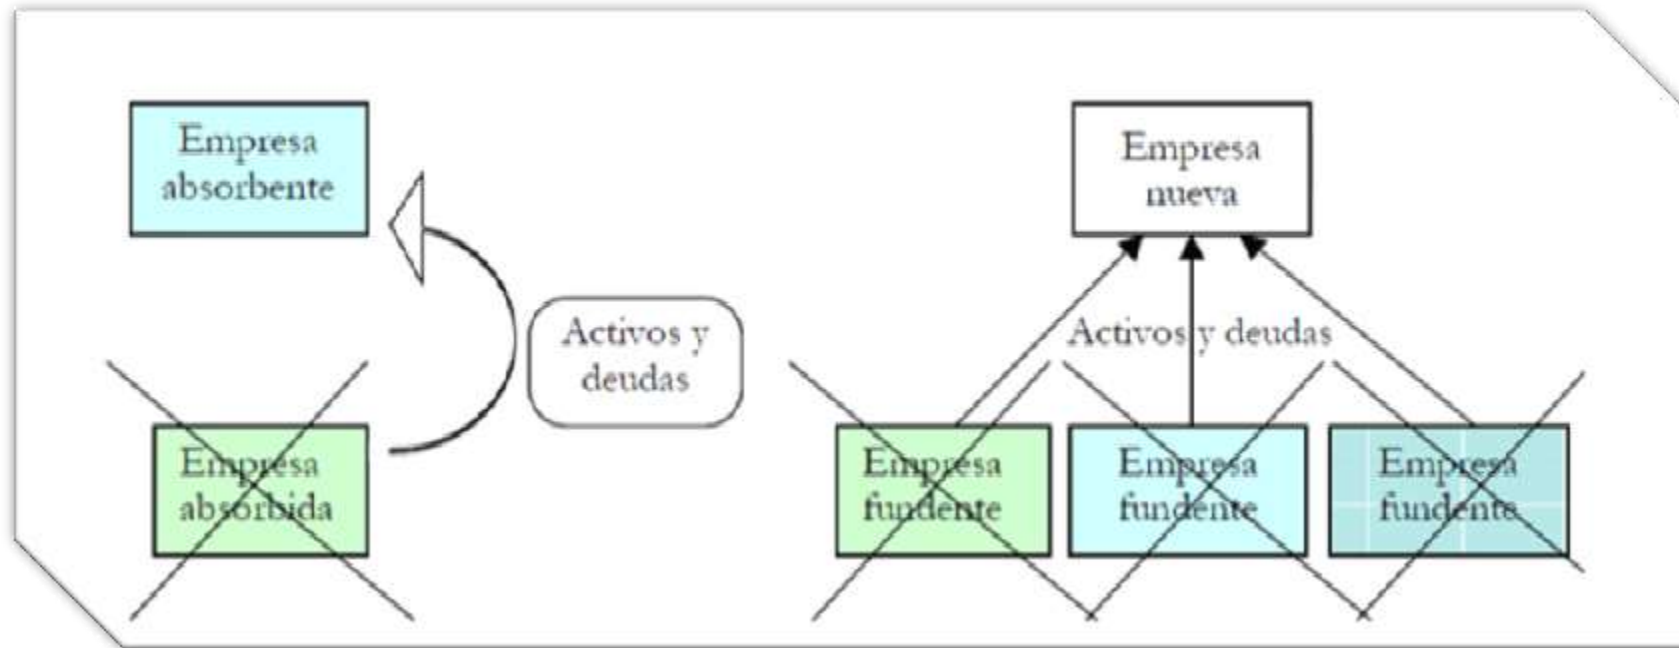 Empresa
absorbente
Activos y
deudas
Empresa
absorbida
Empresa
nueva
Activos y deudas
Empresa
fundente
Empresa
fundente
Empresa
fundente